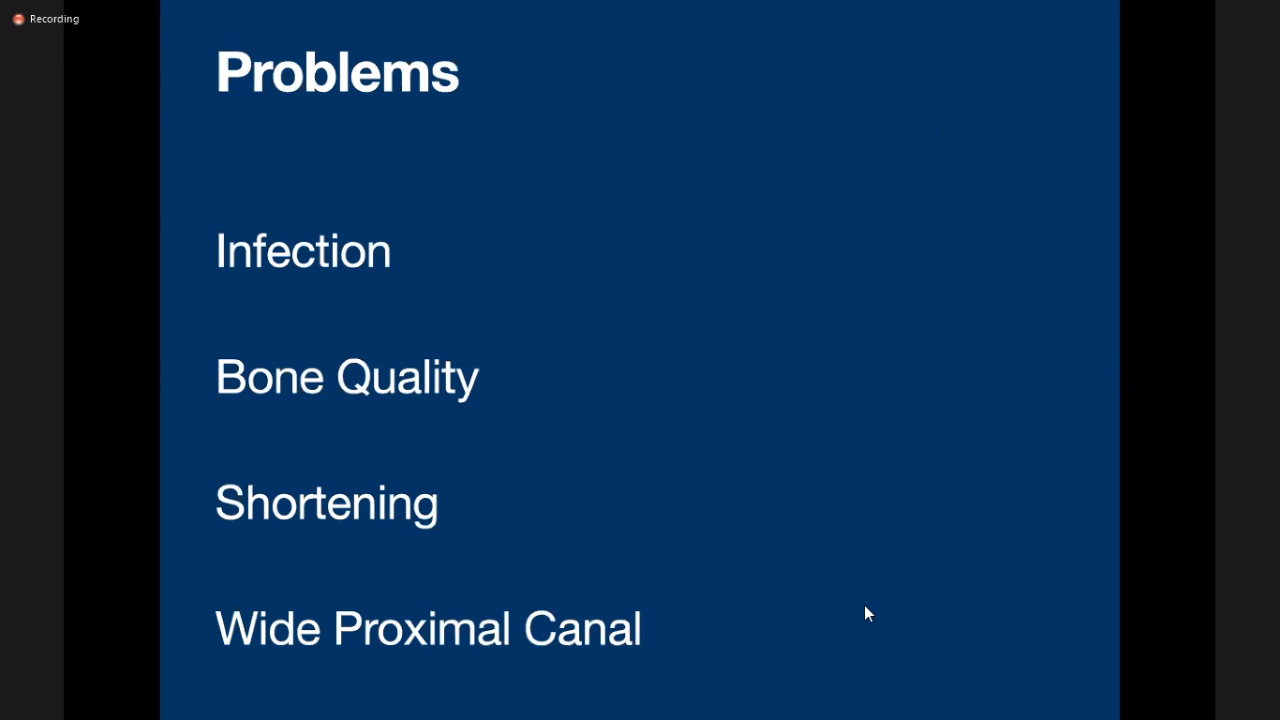 Recording
Problems
Infection
Bone Quality
Shortening
Wide Proximal Canal